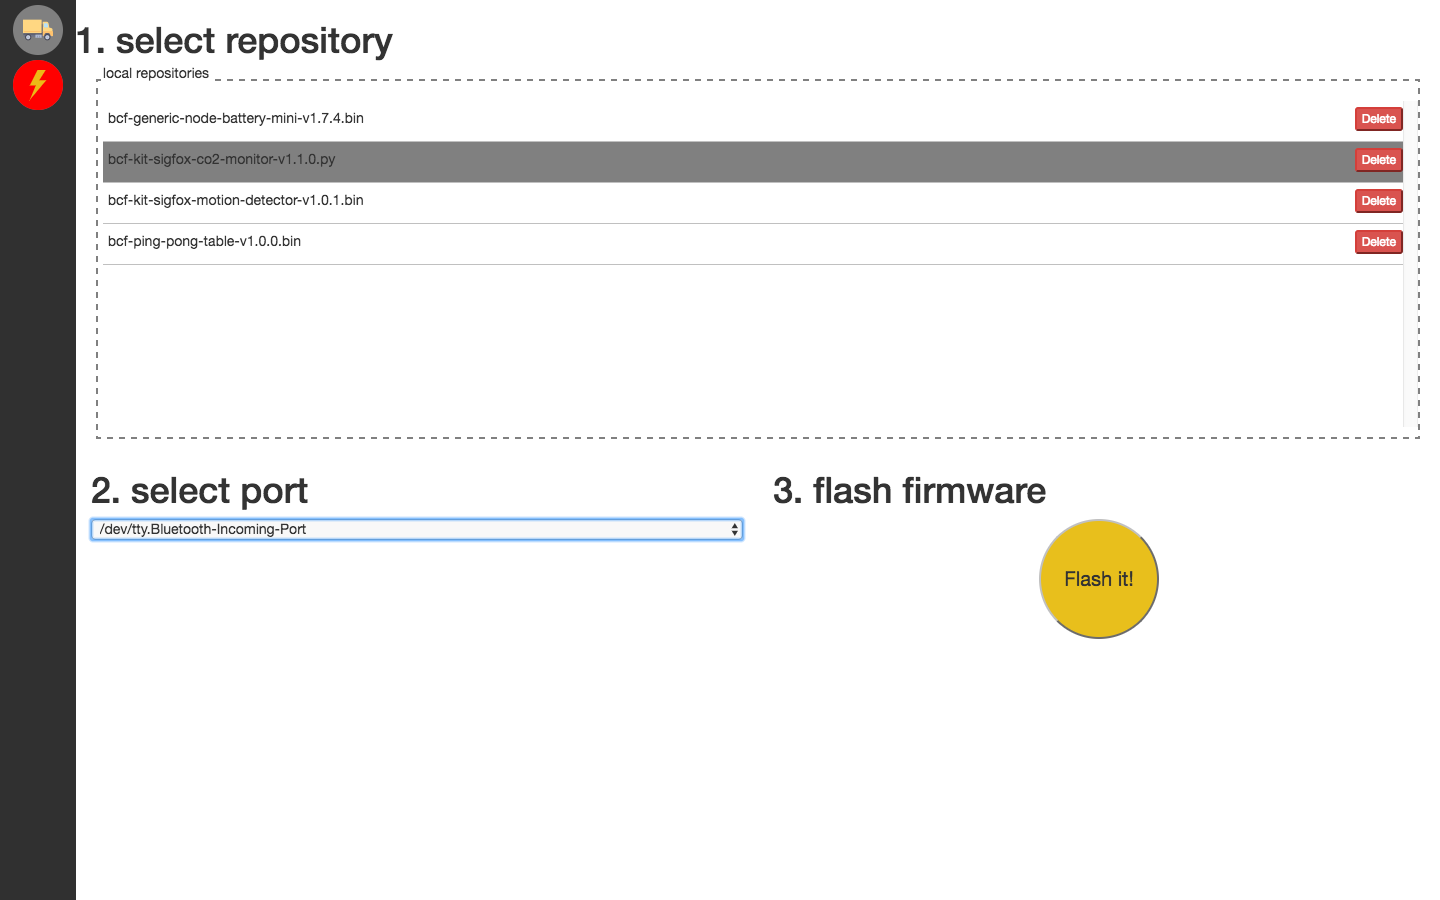 1. select repository
local repositories
bcf-generic-node-battery-mini-v1.7.4.bin Delete
bcf-kit-sigfox-co2-monitor-v1.1.0.py Delete
bcf-kit-sigfox-motion-detector-v1.0.1.bin Delete
bcf-ping-pong-table-v1.0.0.bin Delete
2. select port
/dev/tty.Bluetooth-Incoming-Port
3. flash firmware
Flash it!